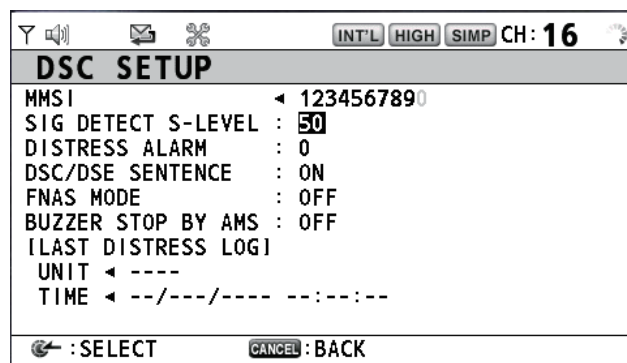 INT'L HIGH SIMP CH: 16
DSC SETUP
MMSI ◄ 1234567890
SIG DETECT S-LEVEL : 50
DISTRESS ALARM : 0
DSC/DSE SENTENCE : ON
FNAS MODE : OFF
BUZZER STOP BY AMS : OFF
[LAST DISTRESS LOG]
UNIT ◄ ----
TIME ◄ --/---/---- --:--:--
:SELECT CANCEL :BACK